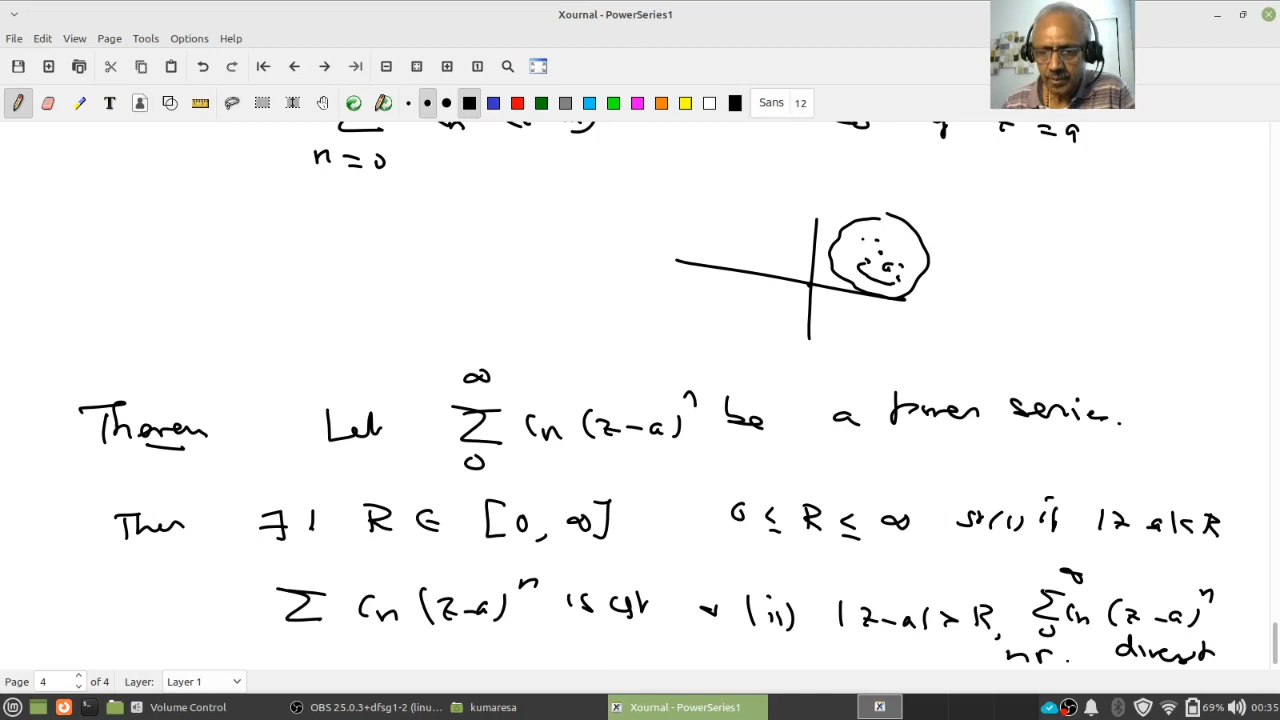 Xournal - PowerSeries1
File Edit View Page Tools Options Help
Sans 12
n = 0
z = a
Theorem Let ∞ Σ 0 Cn (z-a)^n be a power series.
Then ∃! R ∈ [0, ∞] 0 ≤ R ≤ ∞ st (i) if |z-a| < R
Σ Cn (z-a)^n is cgt (ii) |z-a| > R, ∞ Σ 0 Cn (z-a)^n
Page 4 of 4 Layer: Layer 1
Volume Control OBS 25.0.3+dfsg1-2 (linu... kumaresa Xournal - PowerSeries1 69% 00:35